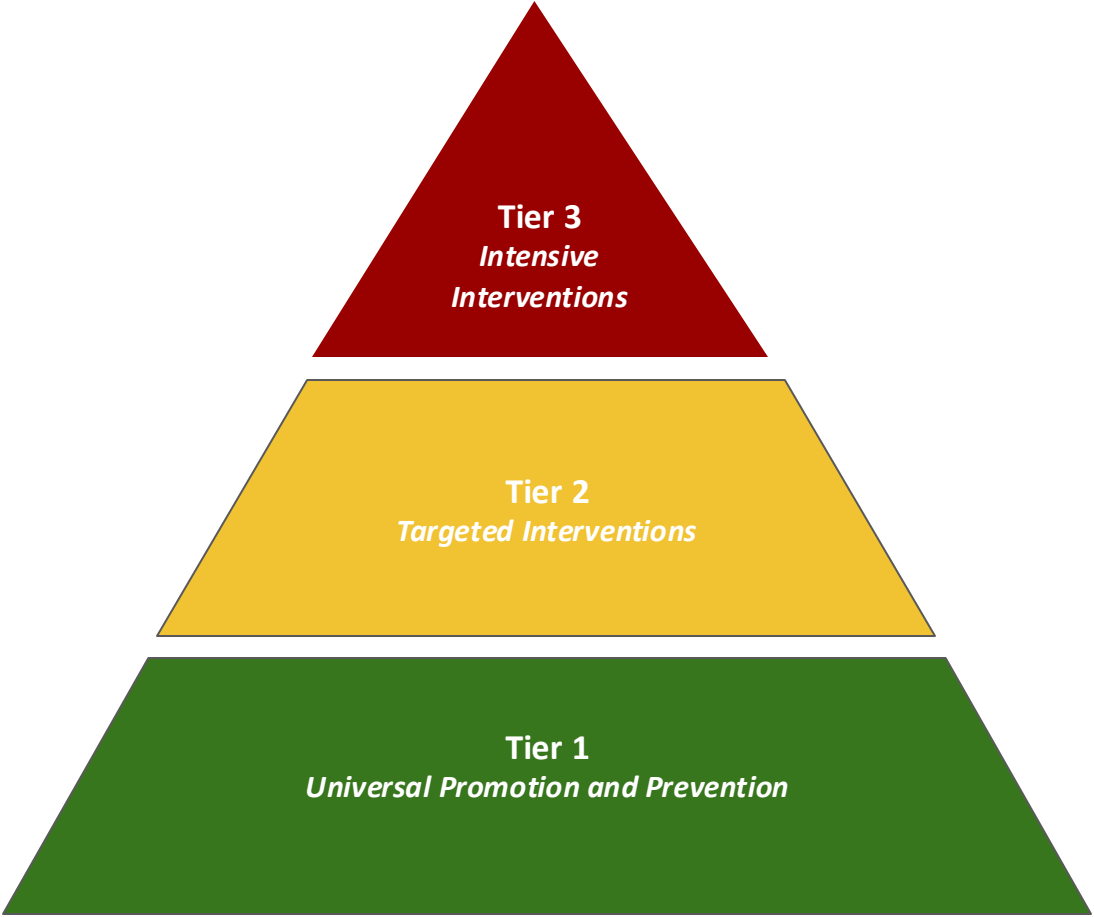 Tier 3
Intensive
Interventions
Tier 2
Targeted Interventions
Tier 1
Universal Promotion and Prevention